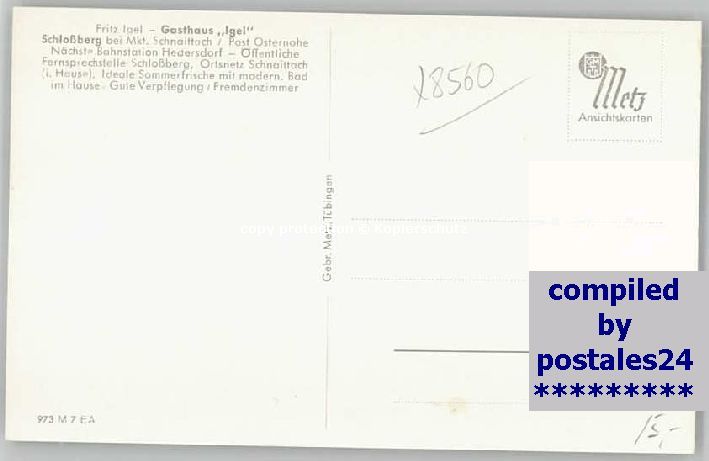 Fritz Igel – Gasthaus „Igel"
Schloßberg bei Mkt. Schnaittach / Post Osternohe
Nächste Bahnstation Hedersdorf – Öffentliche
Fernsprechstelle Schloßberg, Ortsnetz Schnaittach
(i. Hause). Ideale Sommerfrische mit modern. Bad
im Hause. Gute Verpflegung / Fremdenzimmer
x8560
Metz
Ansichtskarten
Gebr. Metz, Tübingen
copy protection © Kopierschutz
compiled
by
postales24
*********
973 M 7 EA
15,-